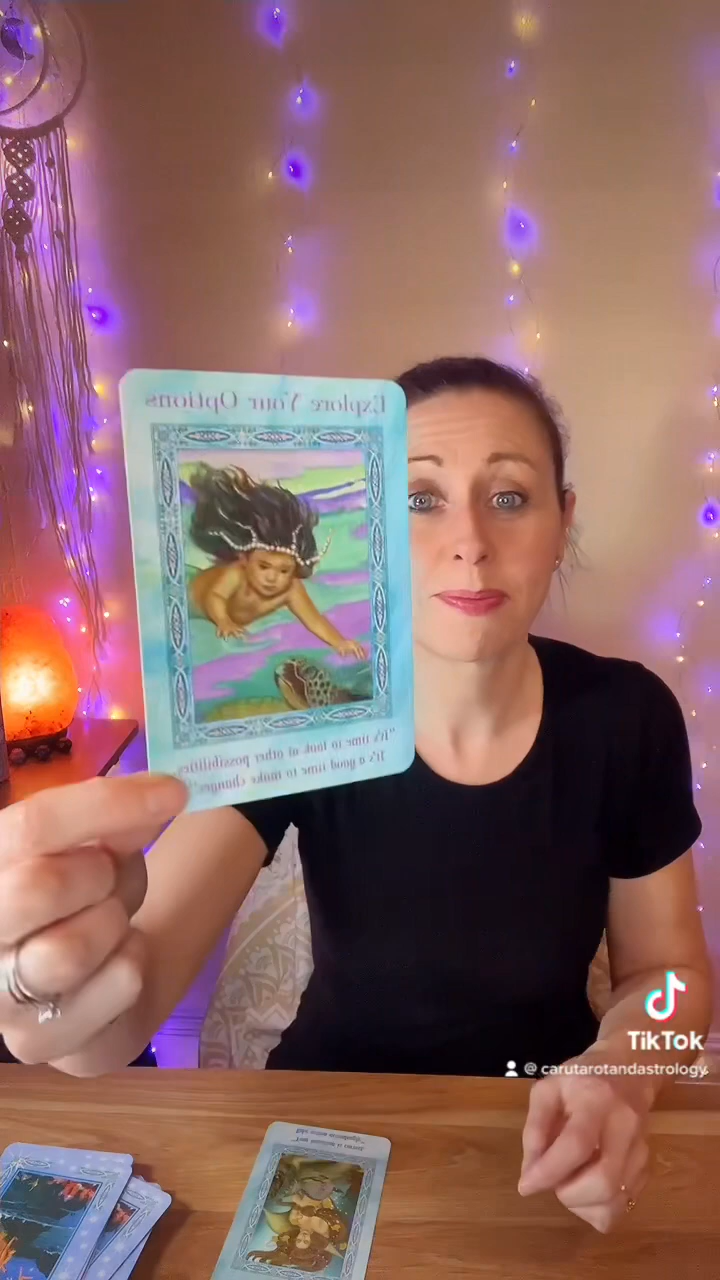 Explore Your Options
"It's time to look at other possibilities.
It's a good time to make changes."
TikTok
@carutarotandastrology